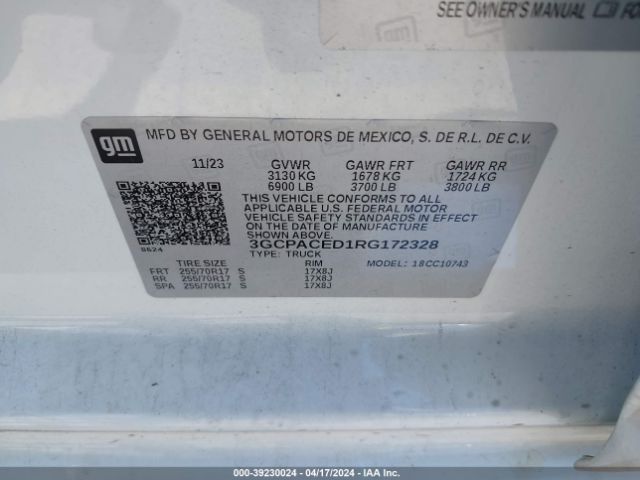 SEE OWNER'S MANUAL
gm
gm MFD BY GENERAL MOTORS DE MEXICO, S. DE R.L. DE C.V.
11/23 GVWR GAWR FRT GAWR RR
3130 KG 1678 KG 1724 KG
6900 LB 3700 LB 3800 LB
THIS VEHICLE CONFORMS TO ALL
APPLICABLE U.S. FEDERAL MOTOR
VEHICLE SAFETY STANDARDS IN EFFECT
ON THE DATE OF MANUFACTURE
SHOWN ABOVE.
3GCPACED1RG172328
TYPE: TRUCK
TIRE SIZE RIM MODEL: 18CC10743
FRT 255/70R17 S 17X8J
RR 255/70R17 S 17X8J
SPA 255/70R17 S 17X8J
000-39230024 | 04/17/2024 | IAA Inc.